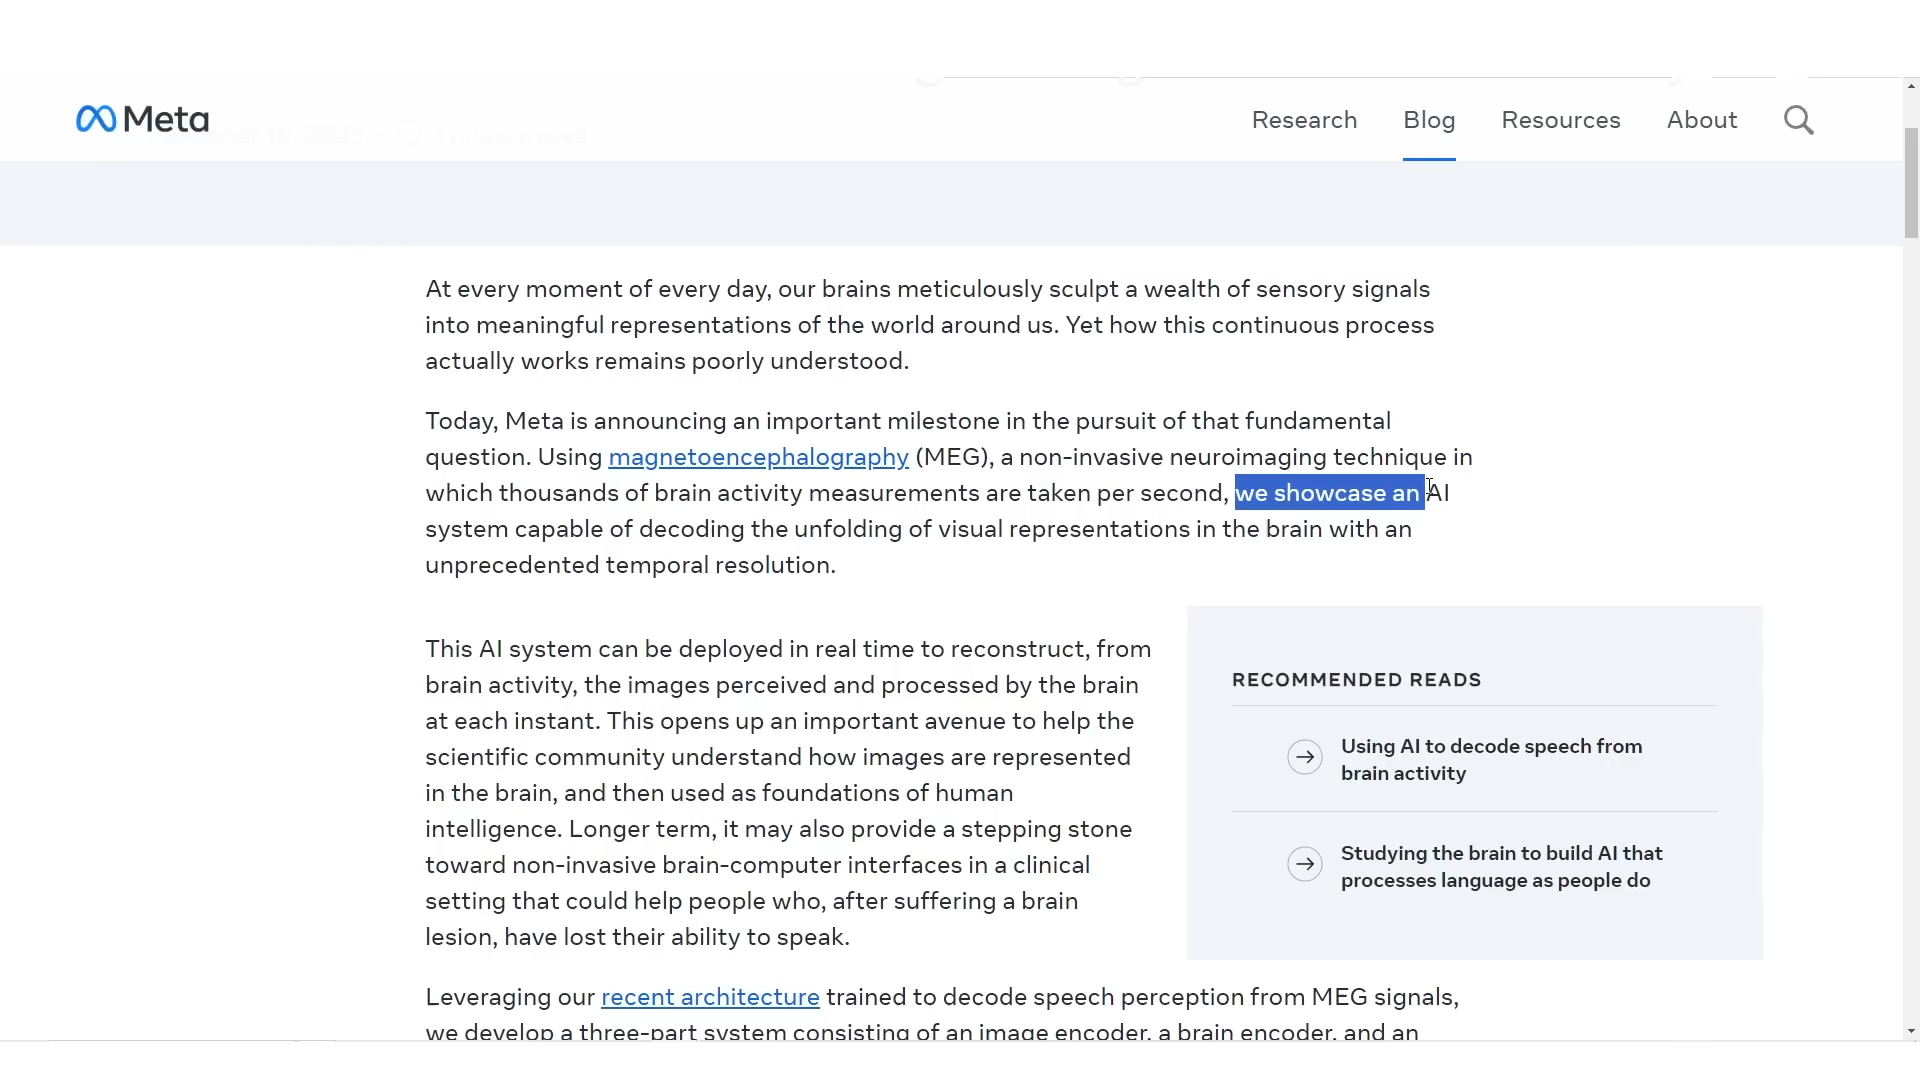 Meta
Research
Blog
Resources
About
At every moment of every day, our brains meticulously sculpt a wealth of sensory signals
into meaningful representations of the world around us. Yet how this continuous process
actually works remains poorly understood.
Today, Meta is announcing an important milestone in the pursuit of that fundamental
question. Using magnetoencephalography (MEG), a non-invasive neuroimaging technique in
which thousands of brain activity measurements are taken per second, we showcase an AI
system capable of decoding the unfolding of visual representations in the brain with an
unprecedented temporal resolution.
This AI system can be deployed in real time to reconstruct, from
brain activity, the images perceived and processed by the brain
at each instant. This opens up an important avenue to help the
scientific community understand how images are represented
in the brain, and then used as foundations of human
intelligence. Longer term, it may also provide a stepping stone
toward non-invasive brain-computer interfaces in a clinical
setting that could help people who, after suffering a brain
lesion, have lost their ability to speak.
RECOMMENDED READS
Using AI to decode speech from
brain activity
Studying the brain to build AI that
processes language as people do
Leveraging our recent architecture trained to decode speech perception from MEG signals,
we develop a three-part system consisting of an image encoder, a brain encoder, and an